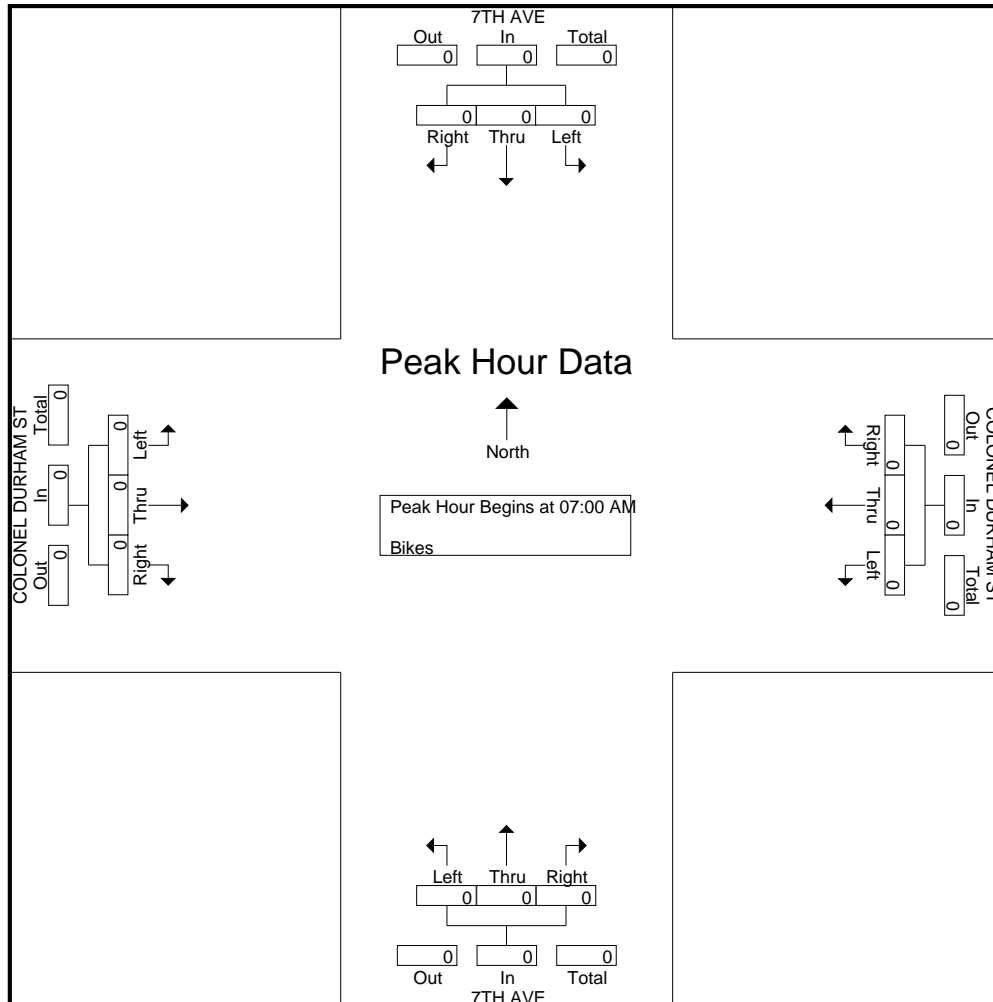 7TH AVE
Out In Total
0 0 0
0 0 0
Right Thru Left
Peak Hour Data
North
Peak Hour Begins at 07:00 AM
Bikes
COLONEL DURHAM ST
Total In Out
0 0 0
0 0 0
Left Thru Right
COLONEL DURHAM ST
Out In Total
0 0 0
0 0 0
Right Thru Left
Left Thru Right
0 0 0
0 0 0
Out In Total
7TH AVE